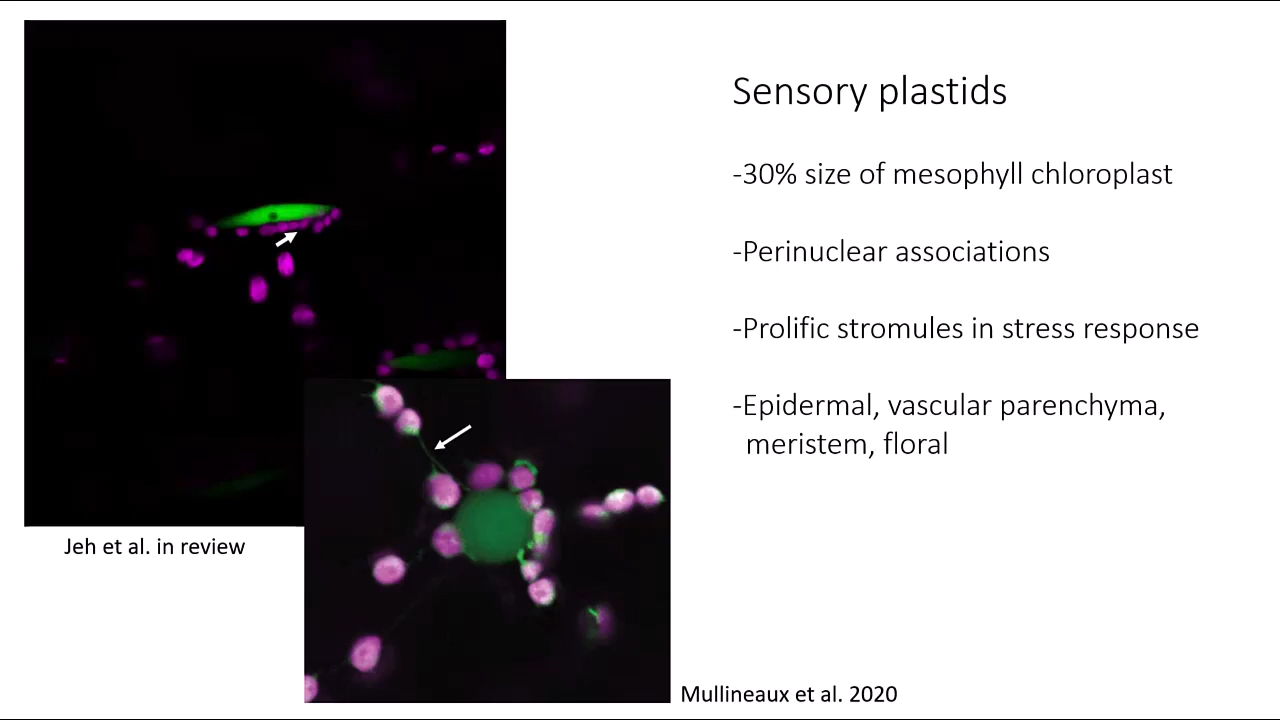 Sensory plastids
-30% size of mesophyll chloroplast
-Perinuclear associations
-Prolific stromules in stress response
-Epidermal, vascular parenchyma,
meristem, floral
Jeh et al. in review
Mullineaux et al. 2020